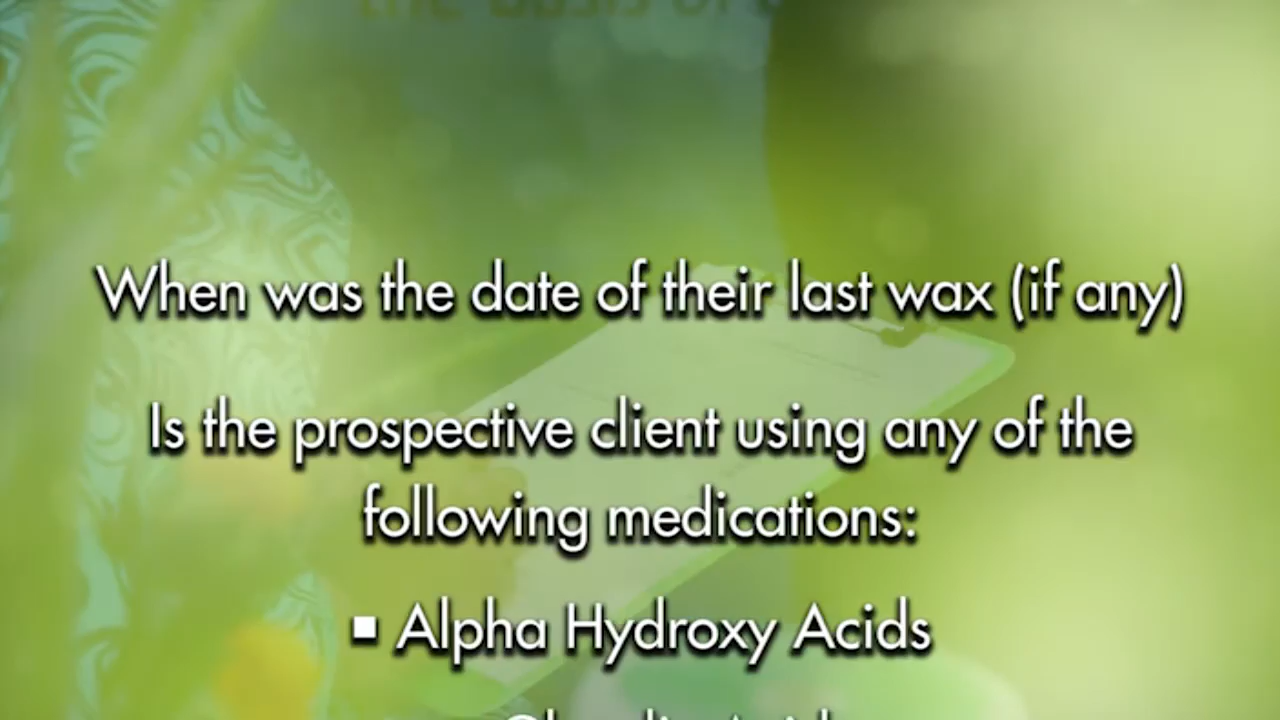 When was the date of their last wax (if any)
Is the prospective client using any of the
following medications:
▪ Alpha Hydroxy Acids